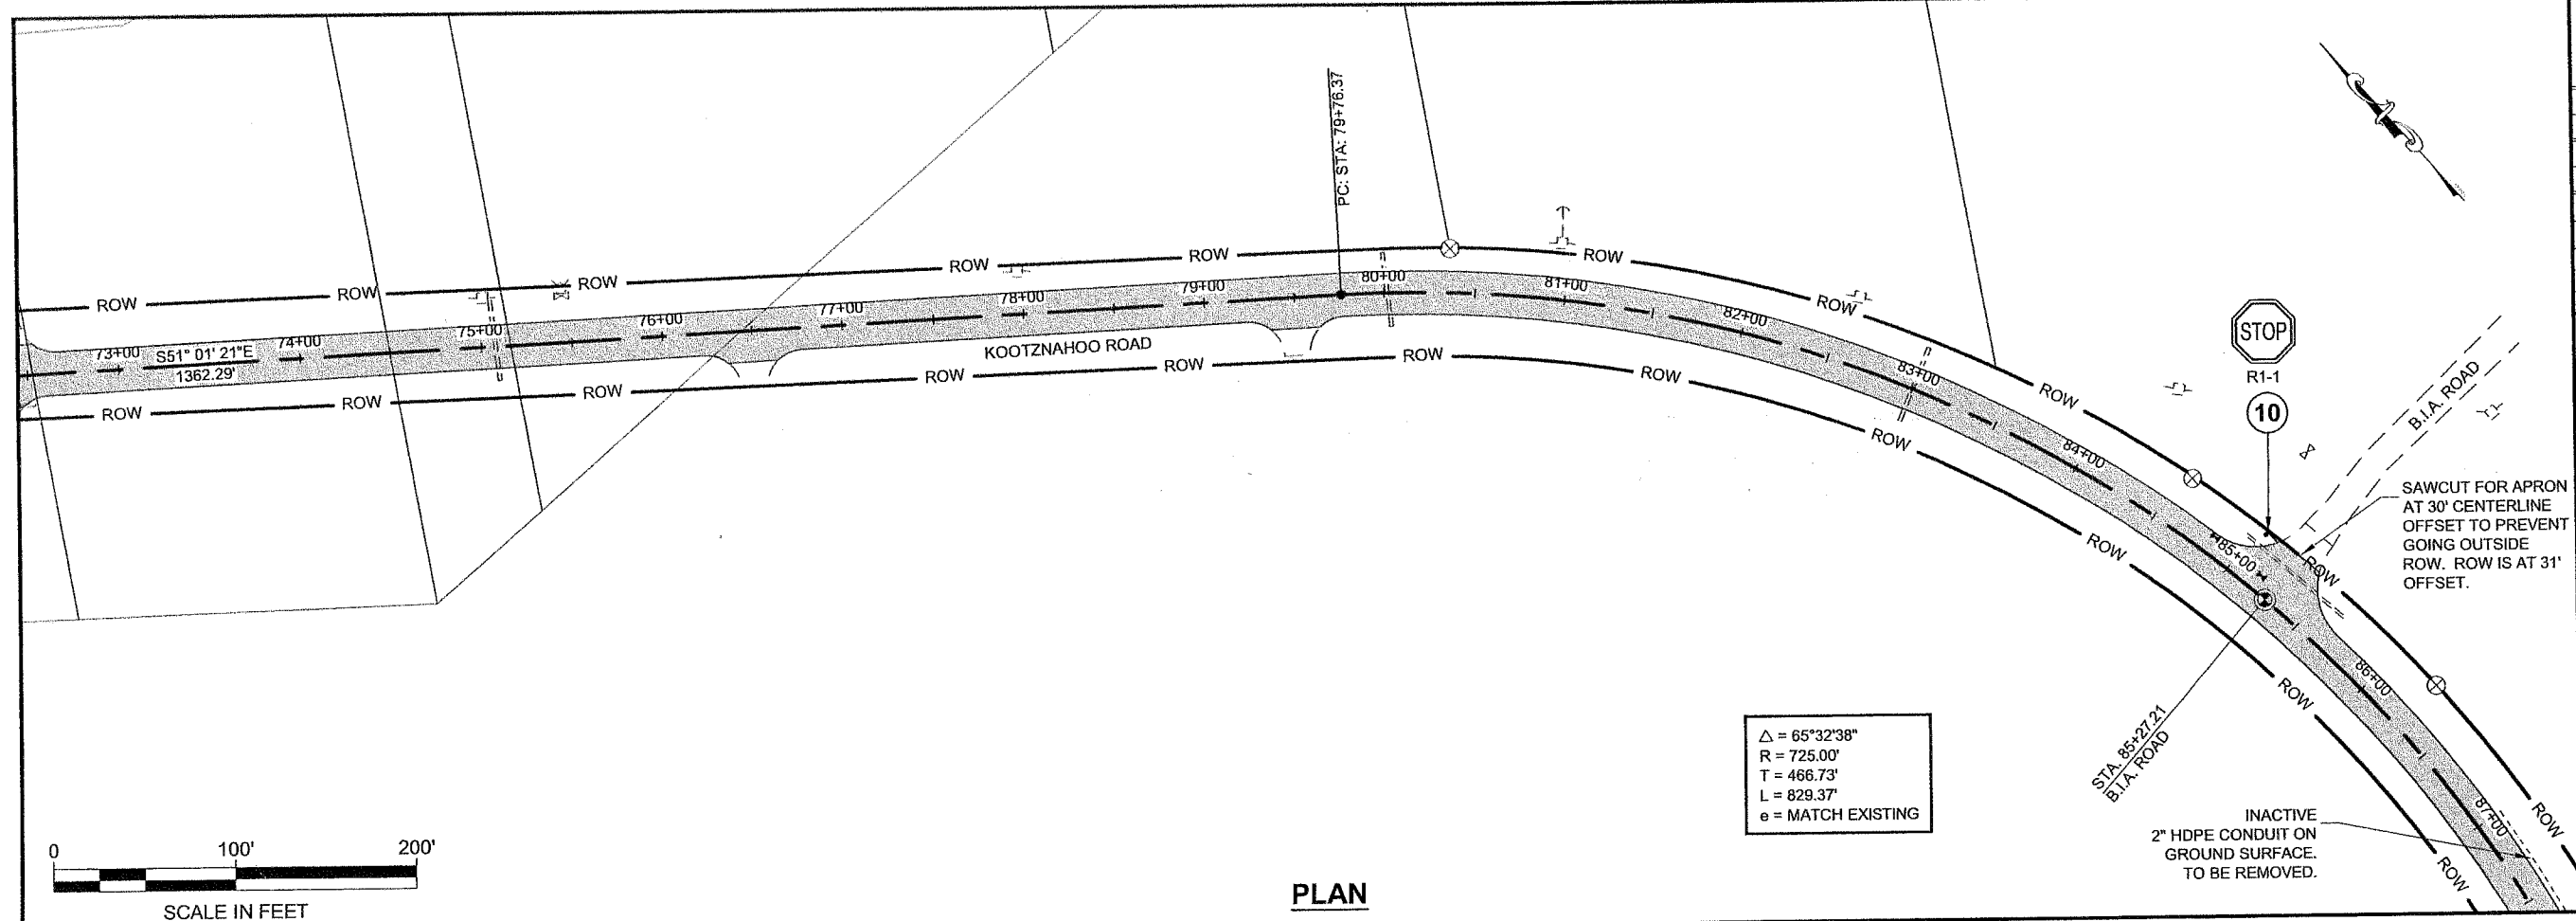 PC: STA: 79+76.37
ROW ROW ROW ROW ROW ROW ROW ROW ROW
73+00 74+00 75+00 76+00 77+00 78+00 79+00 80+00 81+00 82+00 83+00 84+00 85+00 86+00 87+00
S51° 01' 21"E
1362.29'
KOOTZNAHOO ROAD
ROW ROW ROW ROW ROW ROW ROW ROW ROW ROW ROW
STOP
R1-1
10
B.I.A. ROAD
SAWCUT FOR APRON
AT 30' CENTERLINE
OFFSET TO PREVENT
GOING OUTSIDE
ROW. ROW IS AT 31'
OFFSET.
STA. 85+27.21
B.I.A. ROAD
Δ = 65°32'38"
R = 725.00'
T = 466.73'
L = 829.37'
e = MATCH EXISTING
INACTIVE
2" HDPE CONDUIT ON
GROUND SURFACE.
TO BE REMOVED.
0 100' 200'
SCALE IN FEET
PLAN